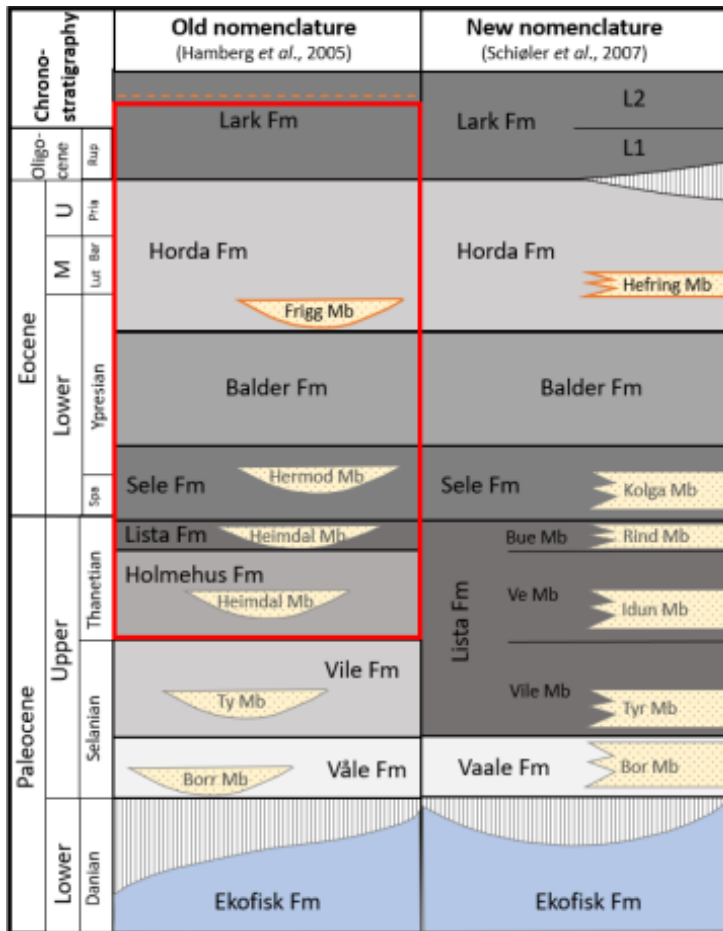 Chrono-
stratigraphy
Old nomenclature
(Hamberg et al., 2005)
New nomenclature
(Schiøler et al., 2007)
Oligo-
cene
Rup
Lark Fm
Lark Fm
L2
L1
Eocene
U
Pria
M
Bar
Lut
Lower
Ypresian
Spa
Horda Fm
Frigg Mb
Horda Fm
Hefring Mb
Balder Fm
Balder Fm
Sele Fm
Hermod Mb
Sele Fm
Kolga Mb
Paleocene
Upper
Thanetian
Selanian
Lower
Danian
Lista Fm
Heimdal Mb
Holmehus Fm
Heimdal Mb
Lista Fm
Bue Mb
Rind Mb
Ve Mb
Idun Mb
Vile Fm
Ty Mb
Vile Mb
Tyr Mb
Borr Mb
Våle Fm
Vaale Fm
Bor Mb
Ekofisk Fm
Ekofisk Fm